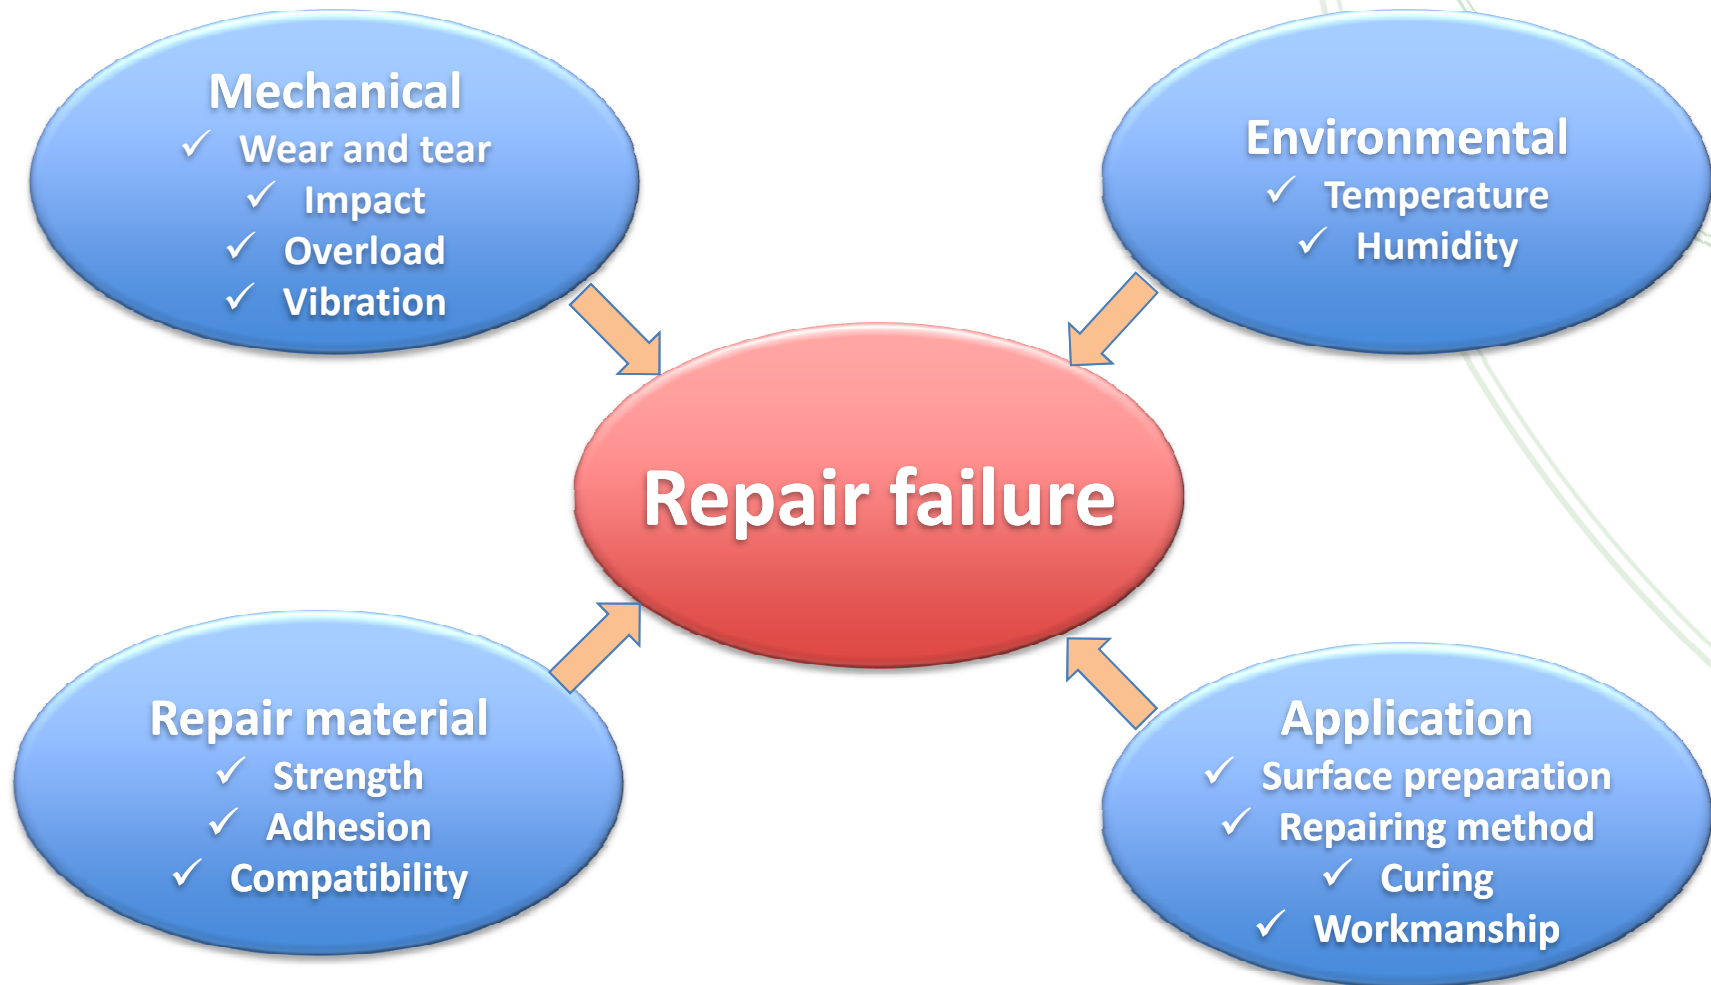 Mechanical
✓ Wear and tear
✓ Impact
✓ Overload
✓ Vibration
Environmental
✓ Temperature
✓ Humidity
Repair failure
Repair material
✓ Strength
✓ Adhesion
✓ Compatibility
Application
✓ Surface preparation
✓ Repairing method
✓ Curing
✓ Workmanship